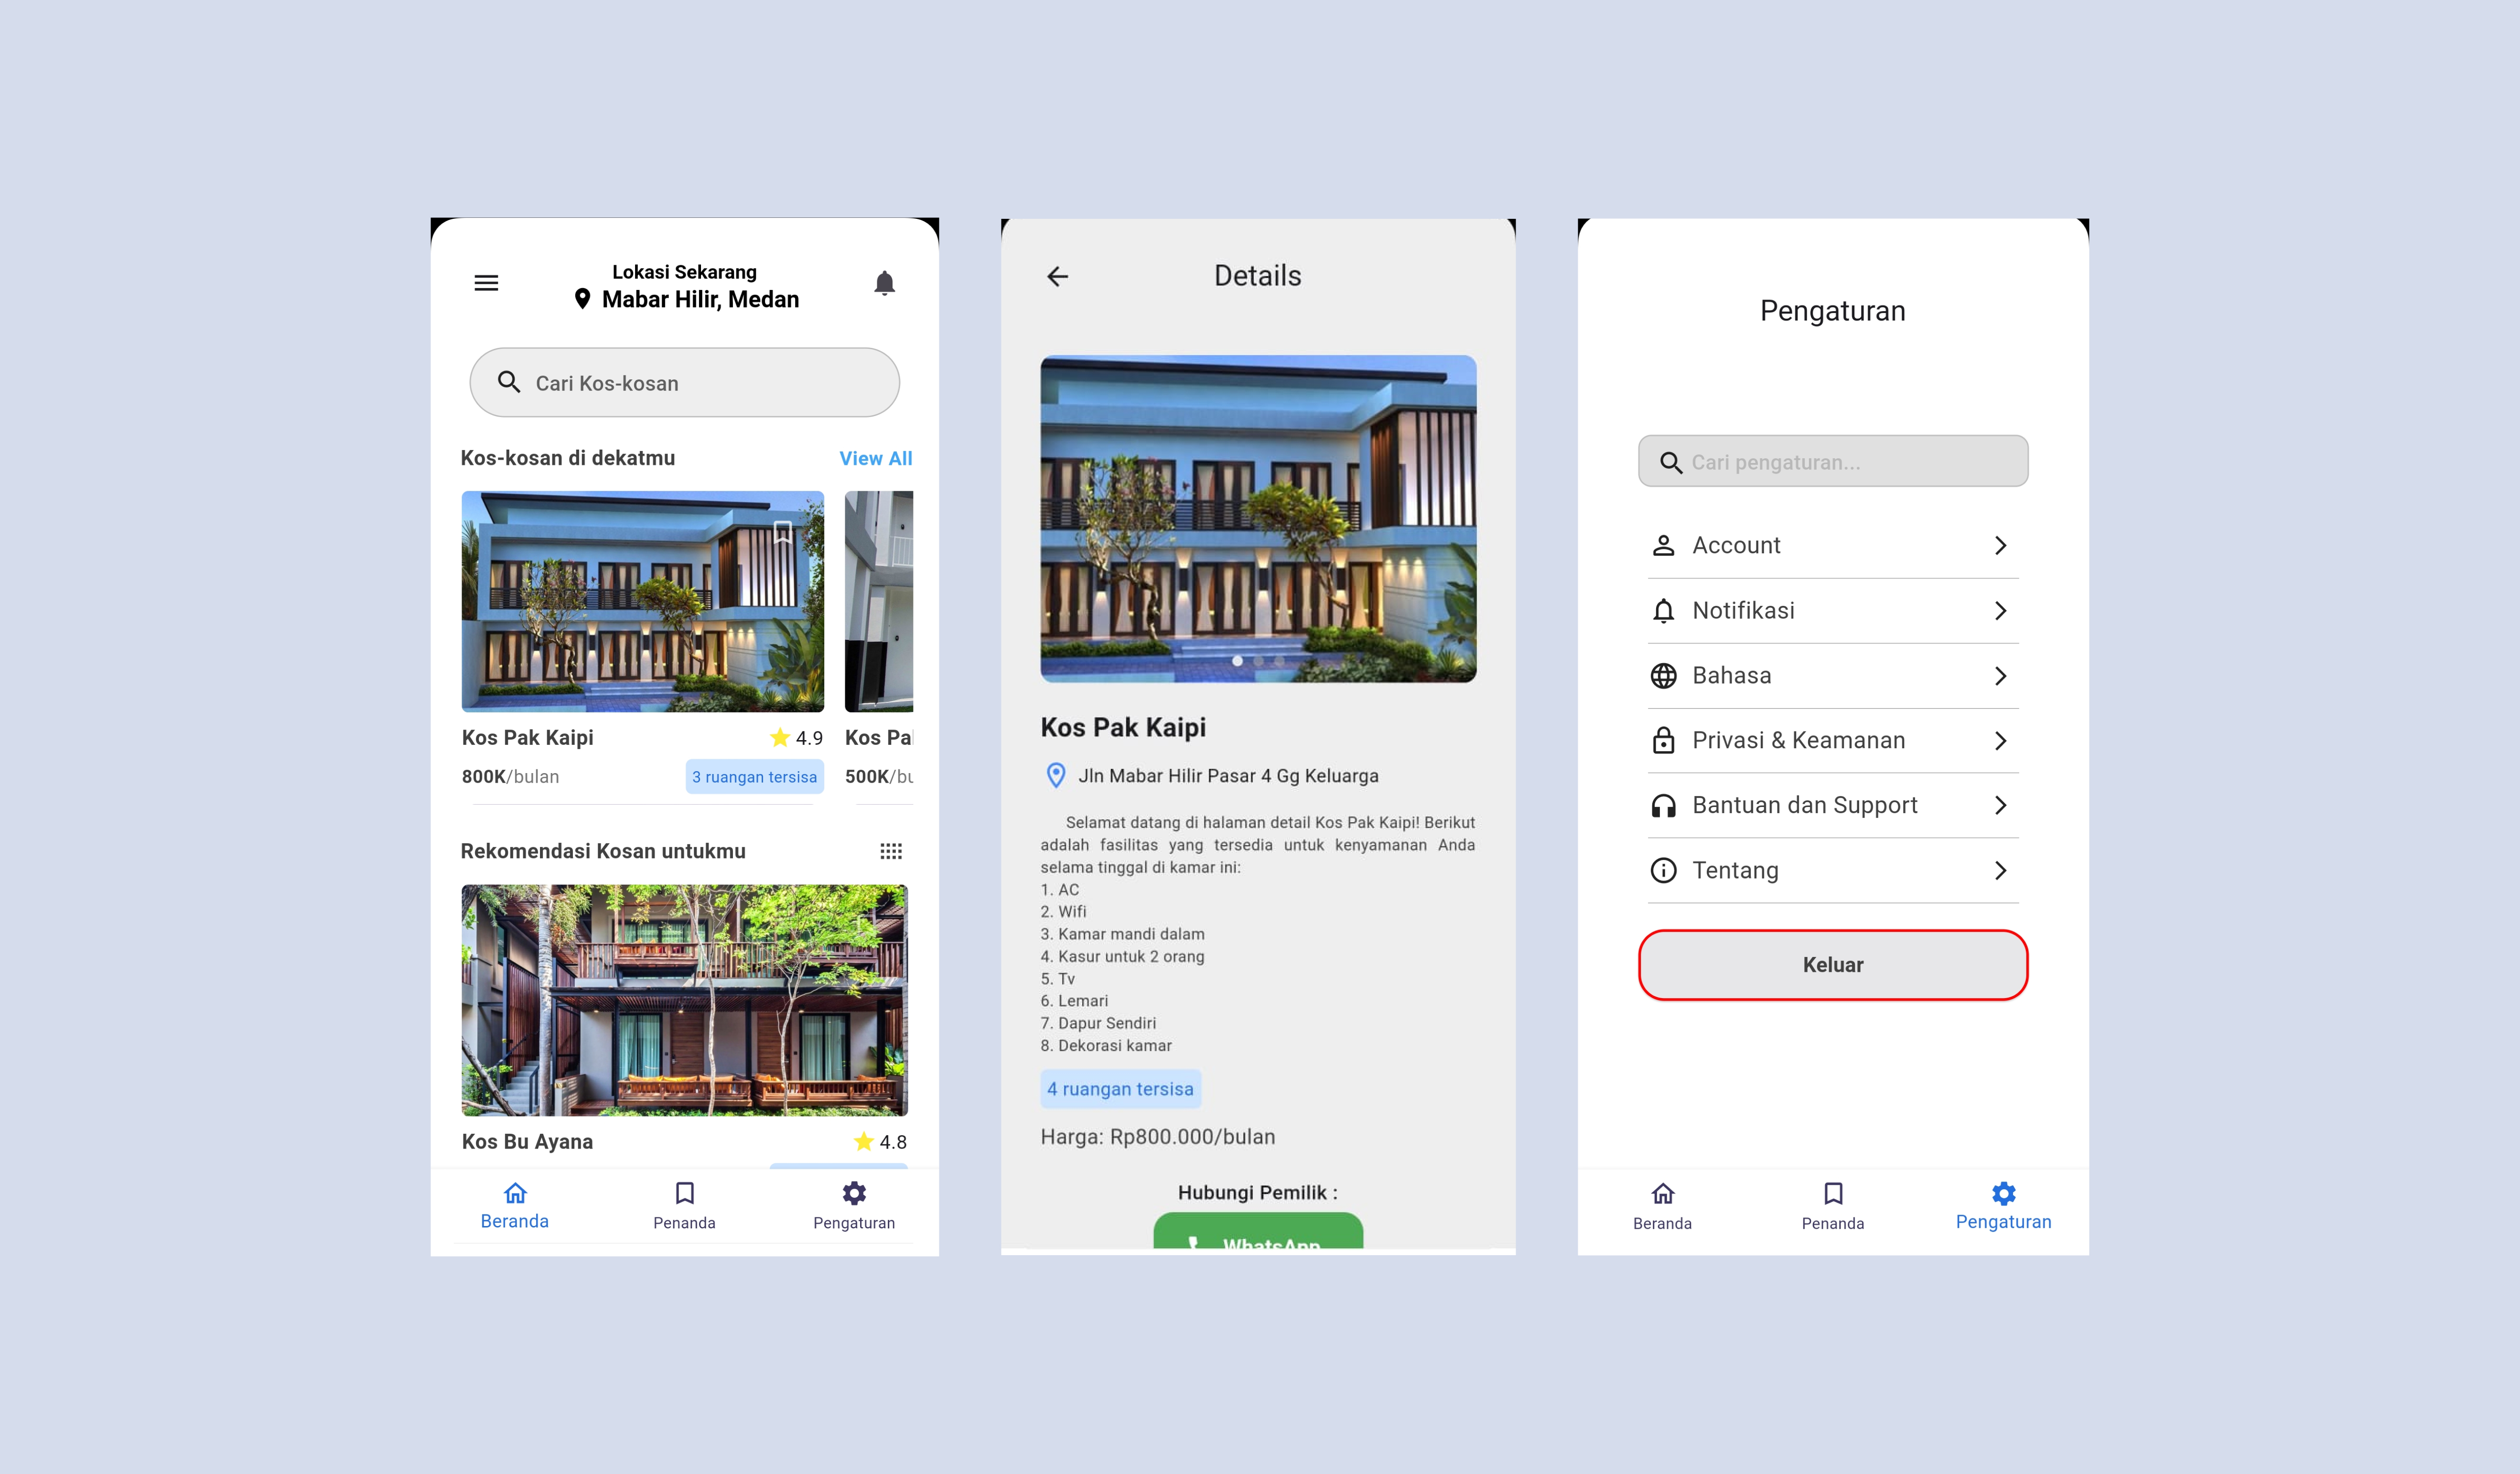 Lokasi Sekarang
Mabar Hilir, Medan
Cari Kos-kosan
Kos-kosan di dekatmu
View All
Kos Pak Kaipi
4.9
800K/bulan
3 ruangan tersisa
Kos Pa
500K/bu
Rekomendasi Kosan untukmu
Kos Bu Ayana
4.8
Beranda
Penanda
Pengaturan
Details
Kos Pak Kaipi
Jln Mabar Hilir Pasar 4 Gg Keluarga
Selamat datang di halaman detail Kos Pak Kaipi! Berikut
adalah fasilitas yang tersedia untuk kenyamanan Anda
selama tinggal di kamar ini:
1. AC
2. Wifi
3. Kamar mandi dalam
4. Kasur untuk 2 orang
5. Tv
6. Lemari
7. Dapur Sendiri
8. Dekorasi kamar
4 ruangan tersisa
Harga: Rp800.000/bulan
Hubungi Pemilik :
WhatsApp
Pengaturan
Cari pengaturan...
Account
Notifikasi
Bahasa
Privasi & Keamanan
Bantuan dan Support
Tentang
Keluar
Beranda
Penanda
Pengaturan